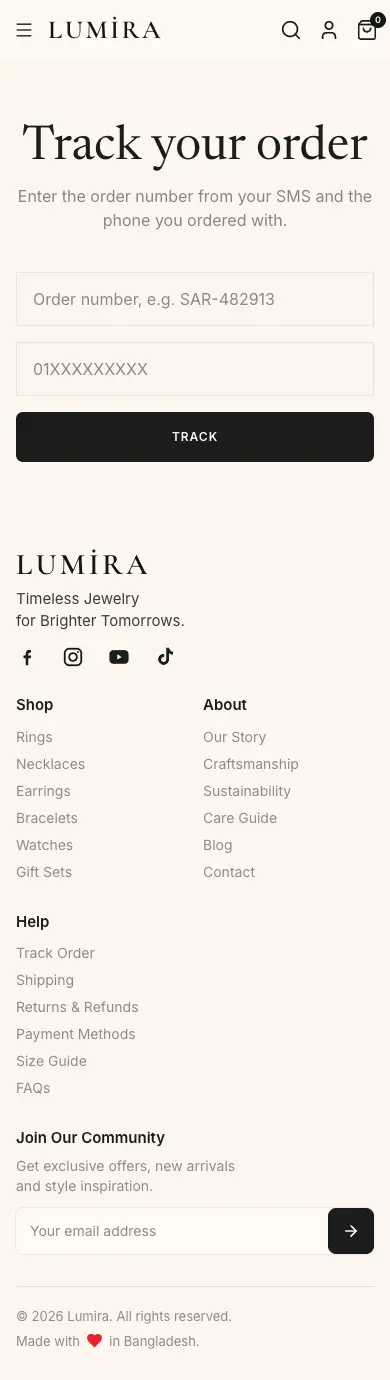 LUMİRA
0
Track your order
Enter the order number from your SMS and the
phone you ordered with.
Order number, e.g. SAR-482913
01XXXXXXXXX
TRACK
LUMİRA
Timeless Jewelry
for Brighter Tomorrows.
Shop
Rings
Necklaces
Earrings
Bracelets
Watches
Gift Sets
About
Our Story
Craftsmanship
Sustainability
Care Guide
Blog
Contact
Help
Track Order
Shipping
Returns & Refunds
Payment Methods
Size Guide
FAQs
Join Our Community
Get exclusive offers, new arrivals
and style inspiration.
Your email address
© 2026 Lumira. All rights reserved.
Made with ❤ in Bangladesh.